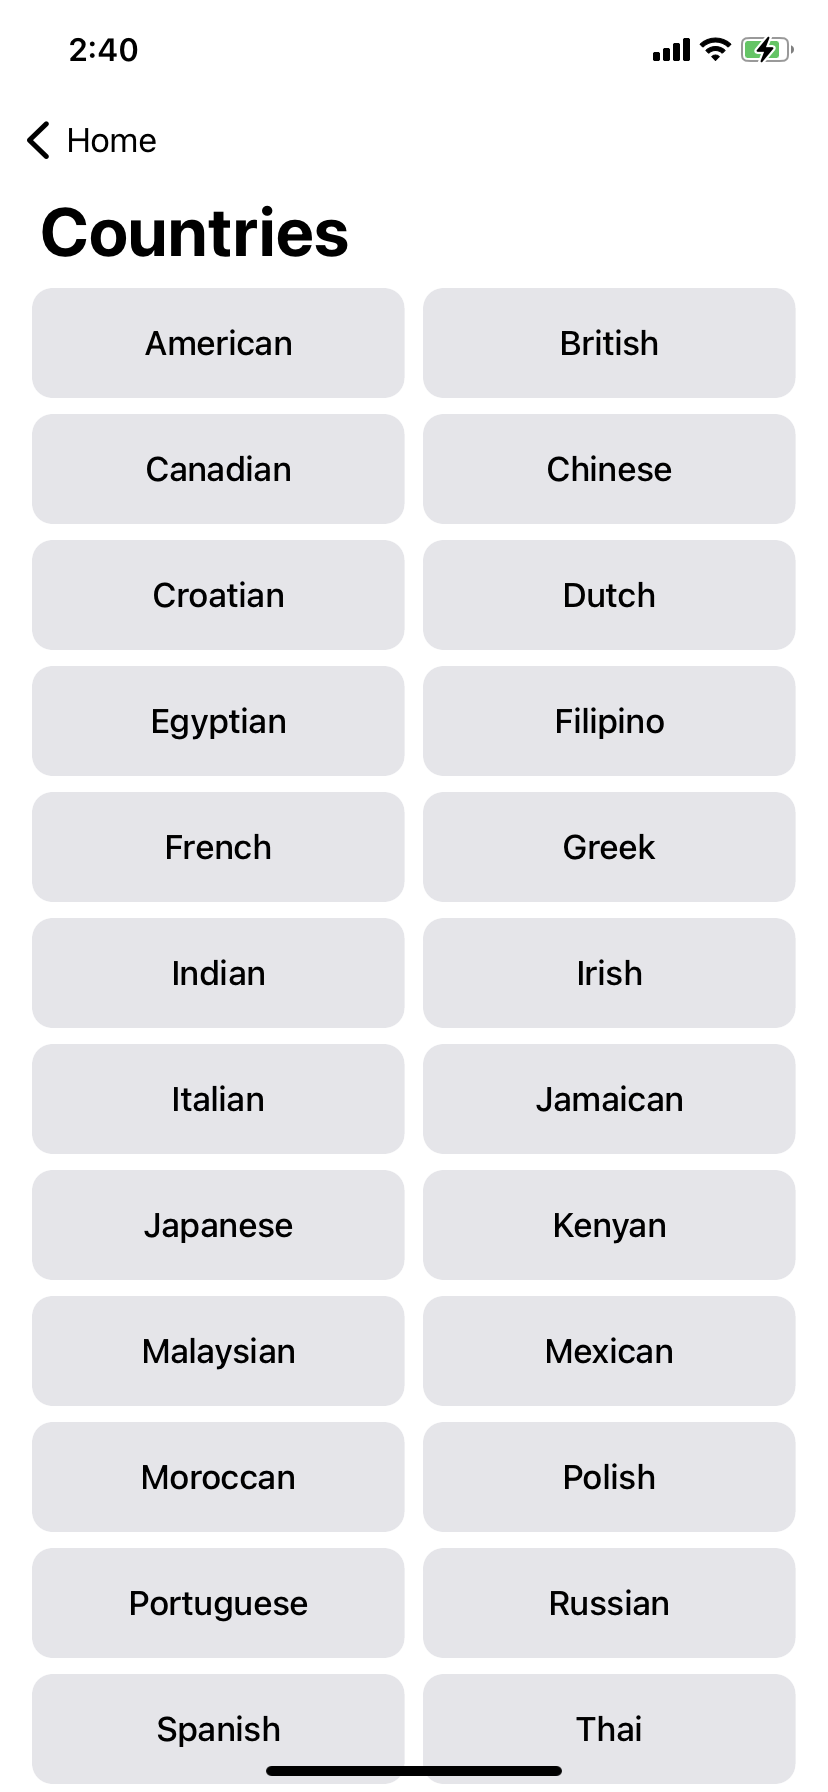 2:40
Home
Countries
American British
Canadian Chinese
Croatian Dutch
Egyptian Filipino
French Greek
Indian Irish
Italian Jamaican
Japanese Kenyan
Malaysian Mexican
Moroccan Polish
Portuguese Russian
Spanish Thai